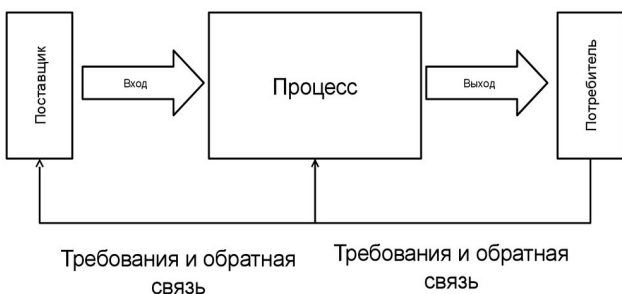 Поставщик
Вход
Процесс
Выход
Потребитель
Требования и обратная
связь
Требования и обратная
связь